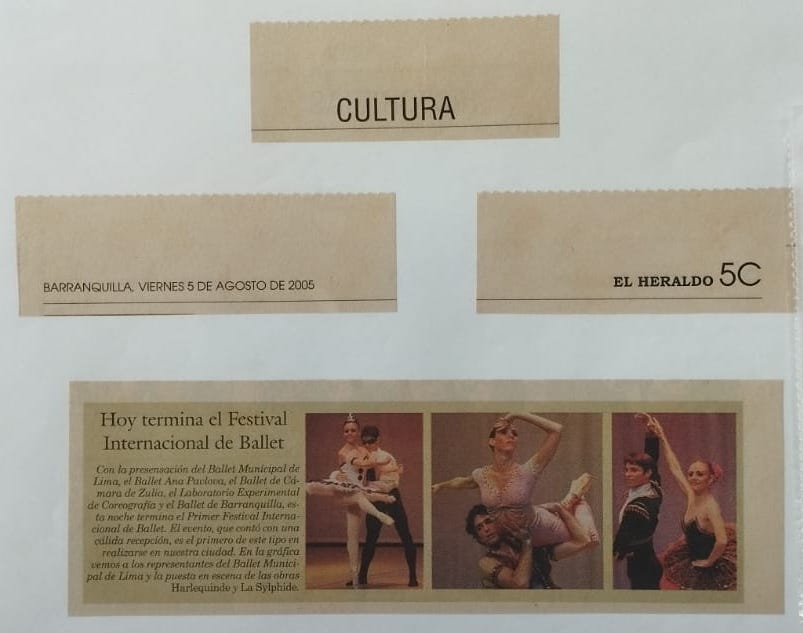 CULTURA
BARRANQUILLA, VIERNES 5 DE AGOSTO DE 2005
EL HERALDO 5C
Hoy termina el Festival
Internacional de Ballet
Con la presensación del Ballet Municipal de
Lima, el Ballet Ana Pavlova, el Ballet de Cá-
mara de Zulia, el Laboratorio Experimental
de Coreografía y el Ballet de Barranquilla, es-
ta noche termina el Primer Festival Interna-
cional de Ballet. El evento, que contó con una
cálida recepción, es el primero de este tipo en
realizarse en nuestra ciudad. En la gráfica
vemos a los representantes del Ballet Munici-
pal de Lima y la puesta en escena de las obras
Harlequinde y La Sylphide.